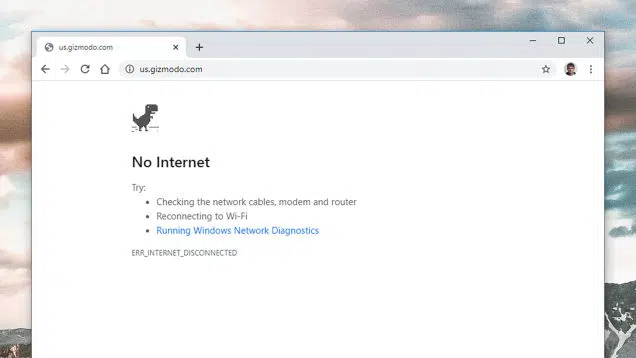 us.gizmodo.com
us.gizmodo.com
No Internet
Try:
Checking the network cables, modem and router
Reconnecting to Wi-Fi
Running Windows Network Diagnostics
ERR_INTERNET_DISCONNECTED